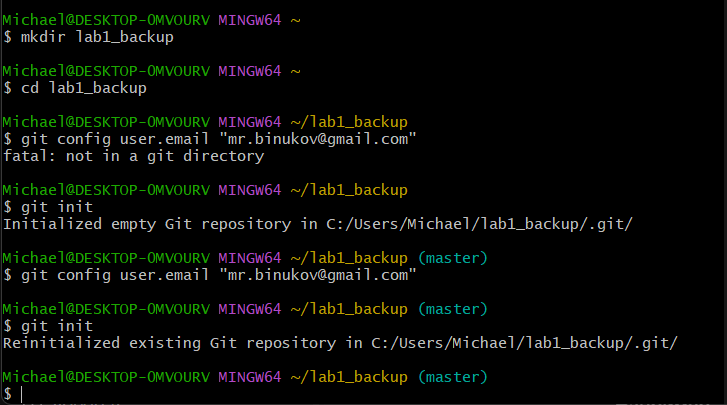 Michael@DESKTOP-OMVOURV MINGW64 ~
$ mkdir lab1_backup
Michael@DESKTOP-OMVOURV MINGW64 ~
$ cd lab1_backup
Michael@DESKTOP-OMVOURV MINGW64 ~/lab1_backup
$ git config user.email "mr.binukov@gmail.com"
fatal: not in a git directory
Michael@DESKTOP-OMVOURV MINGW64 ~/lab1_backup
$ git init
Initialized empty Git repository in C:/Users/Michael/lab1_backup/.git/
Michael@DESKTOP-OMVOURV MINGW64 ~/lab1_backup (master)
$ git config user.email "mr.binukov@gmail.com"
Michael@DESKTOP-OMVOURV MINGW64 ~/lab1_backup (master)
$ git init
Reinitialized existing Git repository in C:/Users/Michael/lab1_backup/.git/
Michael@DESKTOP-OMVOURV MINGW64 ~/lab1_backup (master)
$